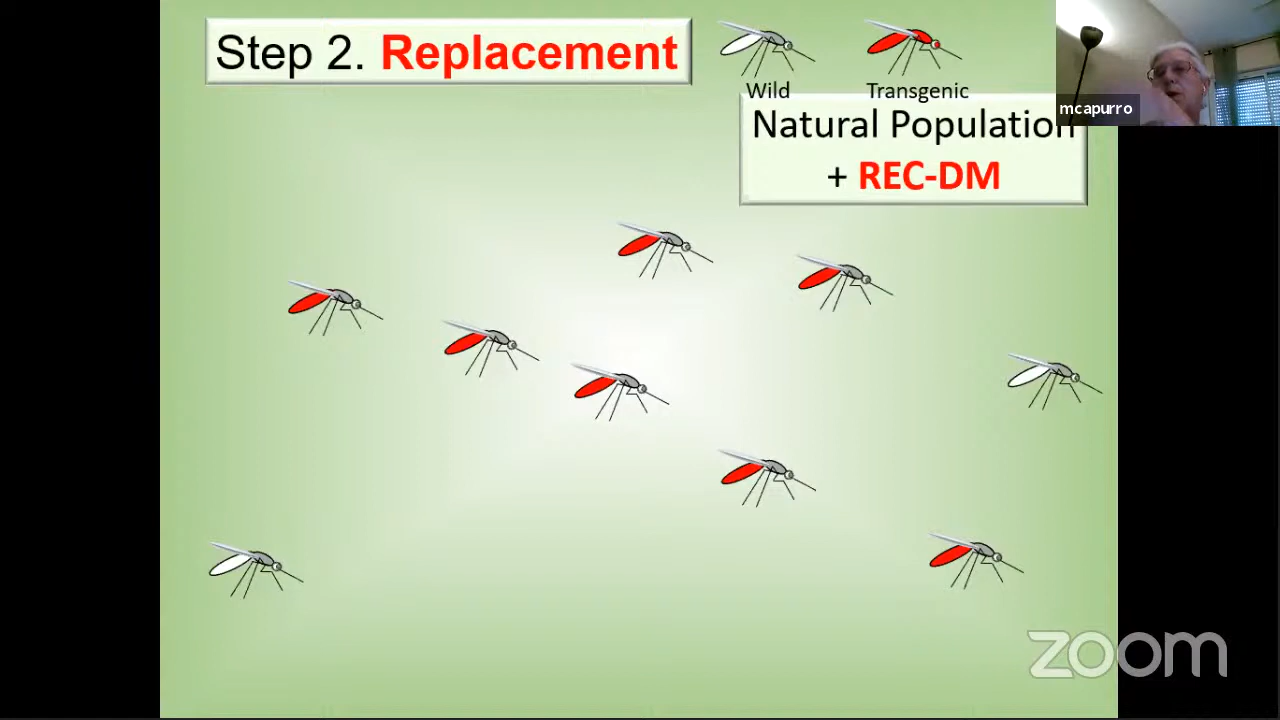 Step 2. Replacement
Wild
Transgenic
mcapurro
Natural Population
+ REC-DM
zoom